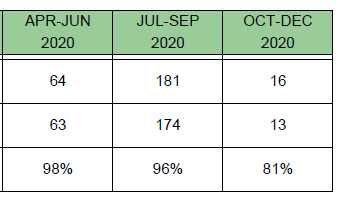 APR-JUN JUL-SEP OCT-DEC
2020 2020 2020
64 181 16
63 174 13
98% 96% 81%